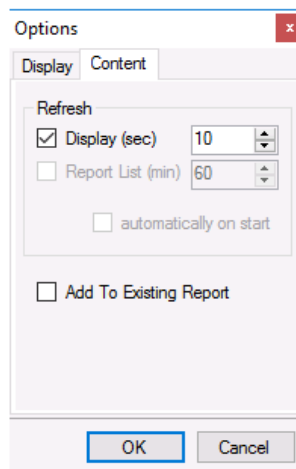 Options
x
Display Content
Refresh
Display (sec) 10
Report List (min) 60
automatically on start
Add To Existing Report
OK Cancel